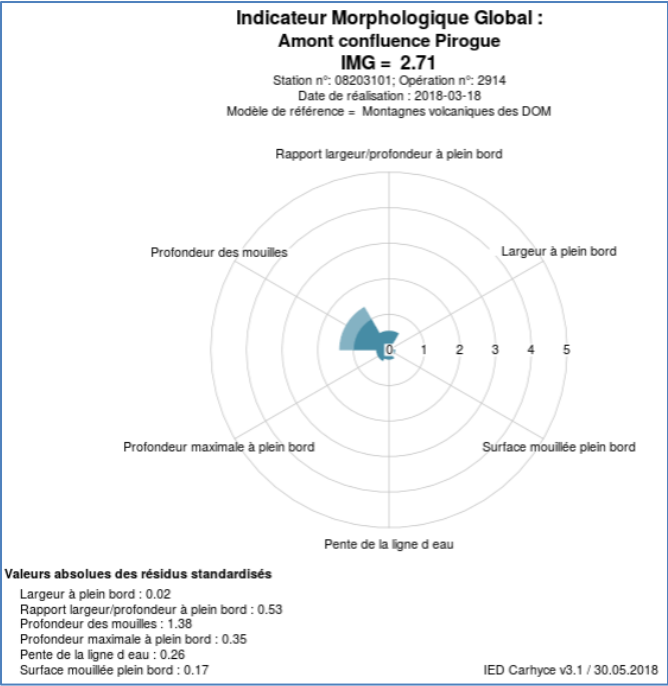 Indicateur Morphologique Global :
Amont confluence Pirogue
IMG = 2.71
Station n°: 08203101; Opération n°: 2914
Date de réalisation : 2018-03-18
Modèle de référence = Montagnes volcaniques des DOM
Rapport largeur/profondeur à plein bord
Profondeur des mouilles
Largeur à plein bord
0 1 2 3 4 5
Profondeur maximale à plein bord
Surface mouillée plein bord
Pente de la ligne d eau
Valeurs absolues des résidus standardisés
Largeur à plein bord : 0.02
Rapport largeur/profondeur à plein bord : 0.53
Profondeur des mouilles : 1.38
Profondeur maximale à plein bord : 0.35
Pente de la ligne d eau : 0.26
Surface mouillée plein bord : 0.17
IED Carhyce v3.1 / 30.05.2018